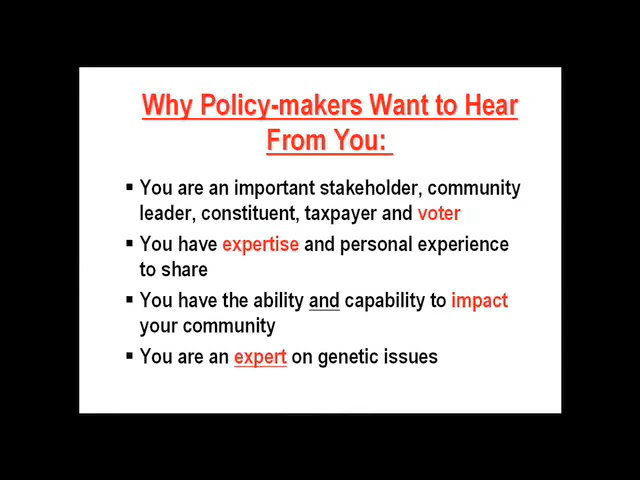 Why Policy-makers Want to Hear
From You:
▪ You are an important stakeholder, community
leader, constituent, taxpayer and voter
▪ You have expertise and personal experience
to share
▪ You have the ability and capability to impact
your community
▪ You are an expert on genetic issues